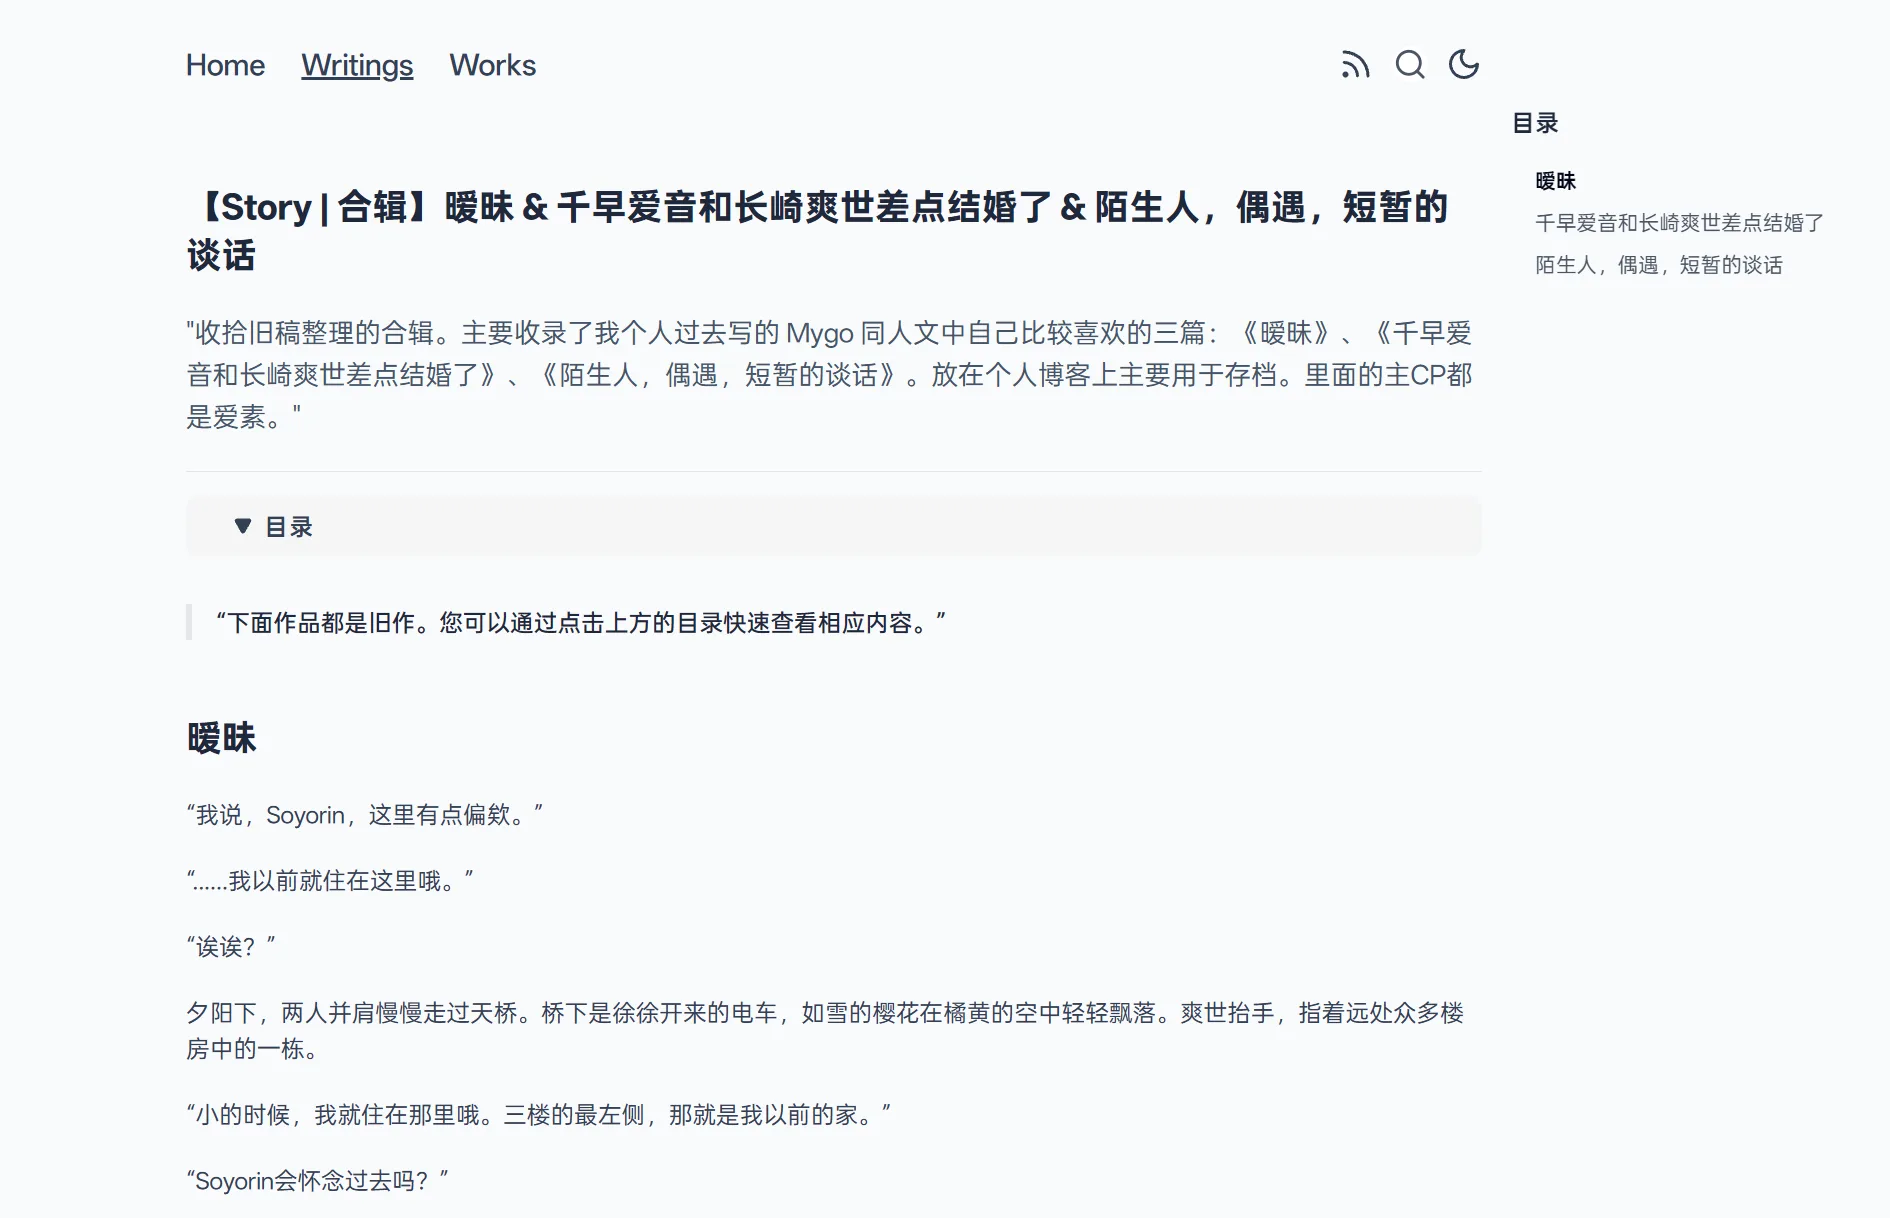 Home Writings Works
目录
暧昧
千早爱音和长崎爽世差点结婚了
陌生人，偶遇，短暂的谈话
【Story | 合辑】暧昧 & 千早爱音和长崎爽世差点结婚了 & 陌生人，偶遇，短暂的
谈话
"收拾旧稿整理的合辑。主要收录了我个人过去写的 Mygo 同人文中自己比较喜欢的三篇：《暧昧》、《千早爱
音和长崎爽世差点结婚了》、《陌生人，偶遇，短暂的谈话》。放在个人博客上主要用于存档。里面的主CP都
是爱素。"
▼ 目录
“下面作品都是旧作。您可以通过点击上方的目录快速查看相应内容。”
暧昧
“我说，Soyorin，这里有点偏欸。”
“……我以前就住在这里哦。”
“诶诶？”
夕阳下，两人并肩慢慢走过天桥。桥下是徐徐开来的电车，如雪的樱花在橘黄的空中轻轻飘落。爽世抬手，指着远处众多楼
房中的一栋。
“小的时候，我就住在那里哦。三楼的最左侧，那就是我以前的家。”
“Soyorin会怀念过去吗？”